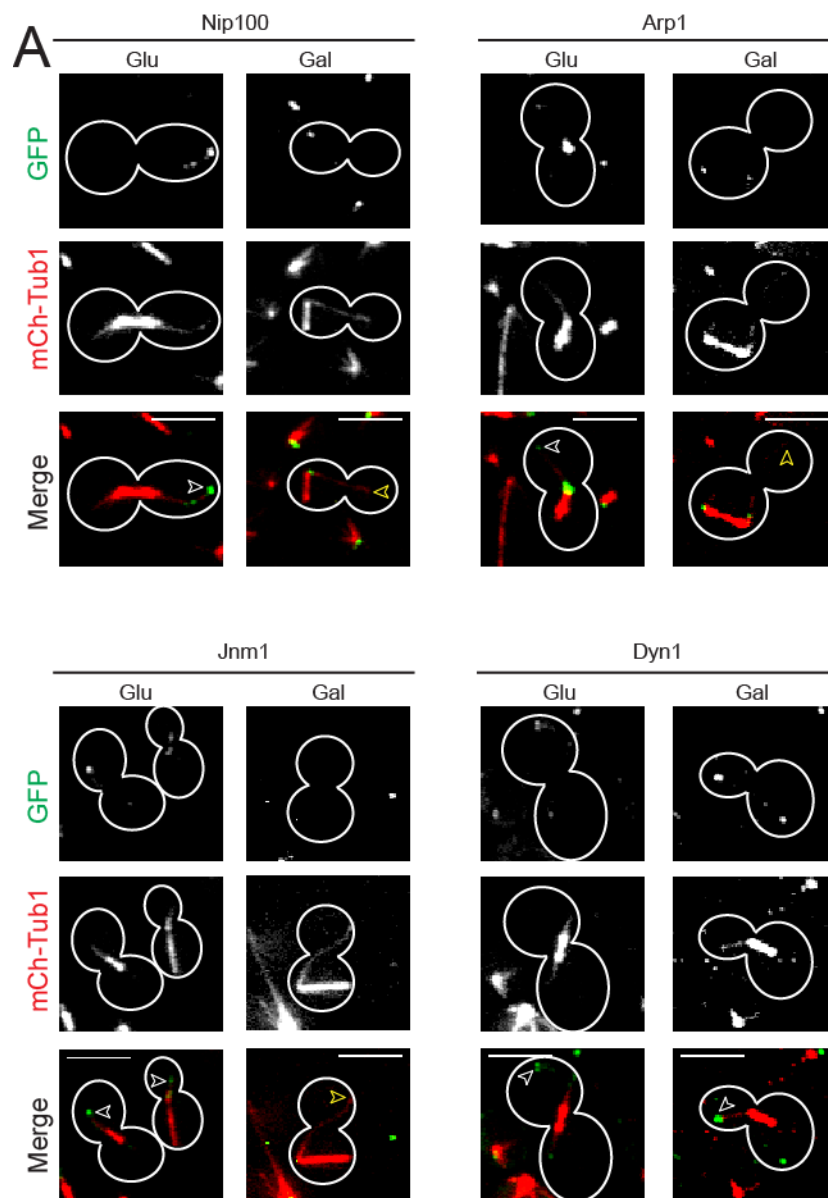 A
Nip100
Arp1
Glu
Gal
Glu
Gal
GFP
mCh-Tub1
Merge
Jnm1
Dyn1
Glu
Gal
Glu
Gal
GFP
mCh-Tub1
Merge